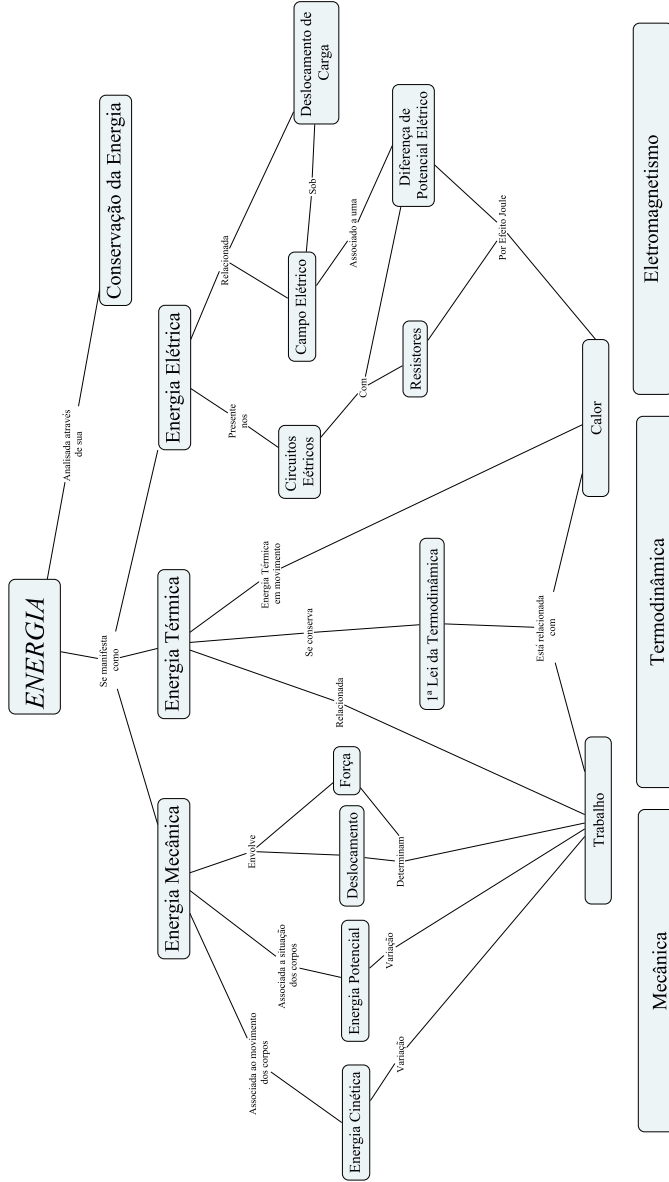 ENERGIA
Analisada através
de sua
Conservação da Energia
Se manifesta
como
Energia Mecânica
Energia Térmica
Energia Elétrica
Associada ao movimento
dos corpos
Associada a situação
dos corpos
Envolve
Energia Térmica
em movimento
Presente
nos
Relacionada
Se conserva
Relacionada
Energia Cinética
Energia Potencial
Deslocamento
Força
1ª Lei da Termodinâmica
Circuitos
Eétricos
Campo Elétrico
Sob
Deslocamento de
Carga
Associado a uma
Com
Resistores
Diferença de
Potencial Elétrico
Variação
Variação
Determinam
Por Efeito Joule
Está relacionada
com
Trabalho
Calor
Mecânica
Termodinâmica
Eletromagnetismo